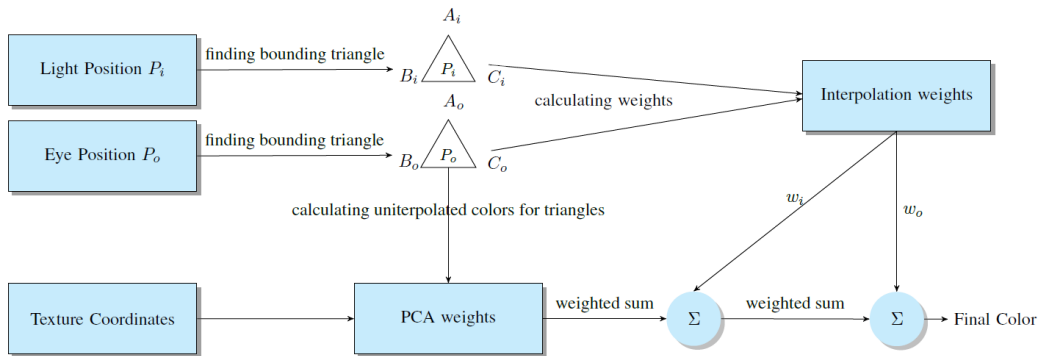 Light Position P_i
finding bounding triangle
A_i
B_i
P_i
C_i
calculating weights
Interpolation weights
Eye Position P_o
finding bounding triangle
A_o
B_o
P_o
C_o
calculating uniterpolated colors for triangles
w_i
w_o
Texture Coordinates
PCA weights
weighted sum
Σ
weighted sum
Σ
Final Color